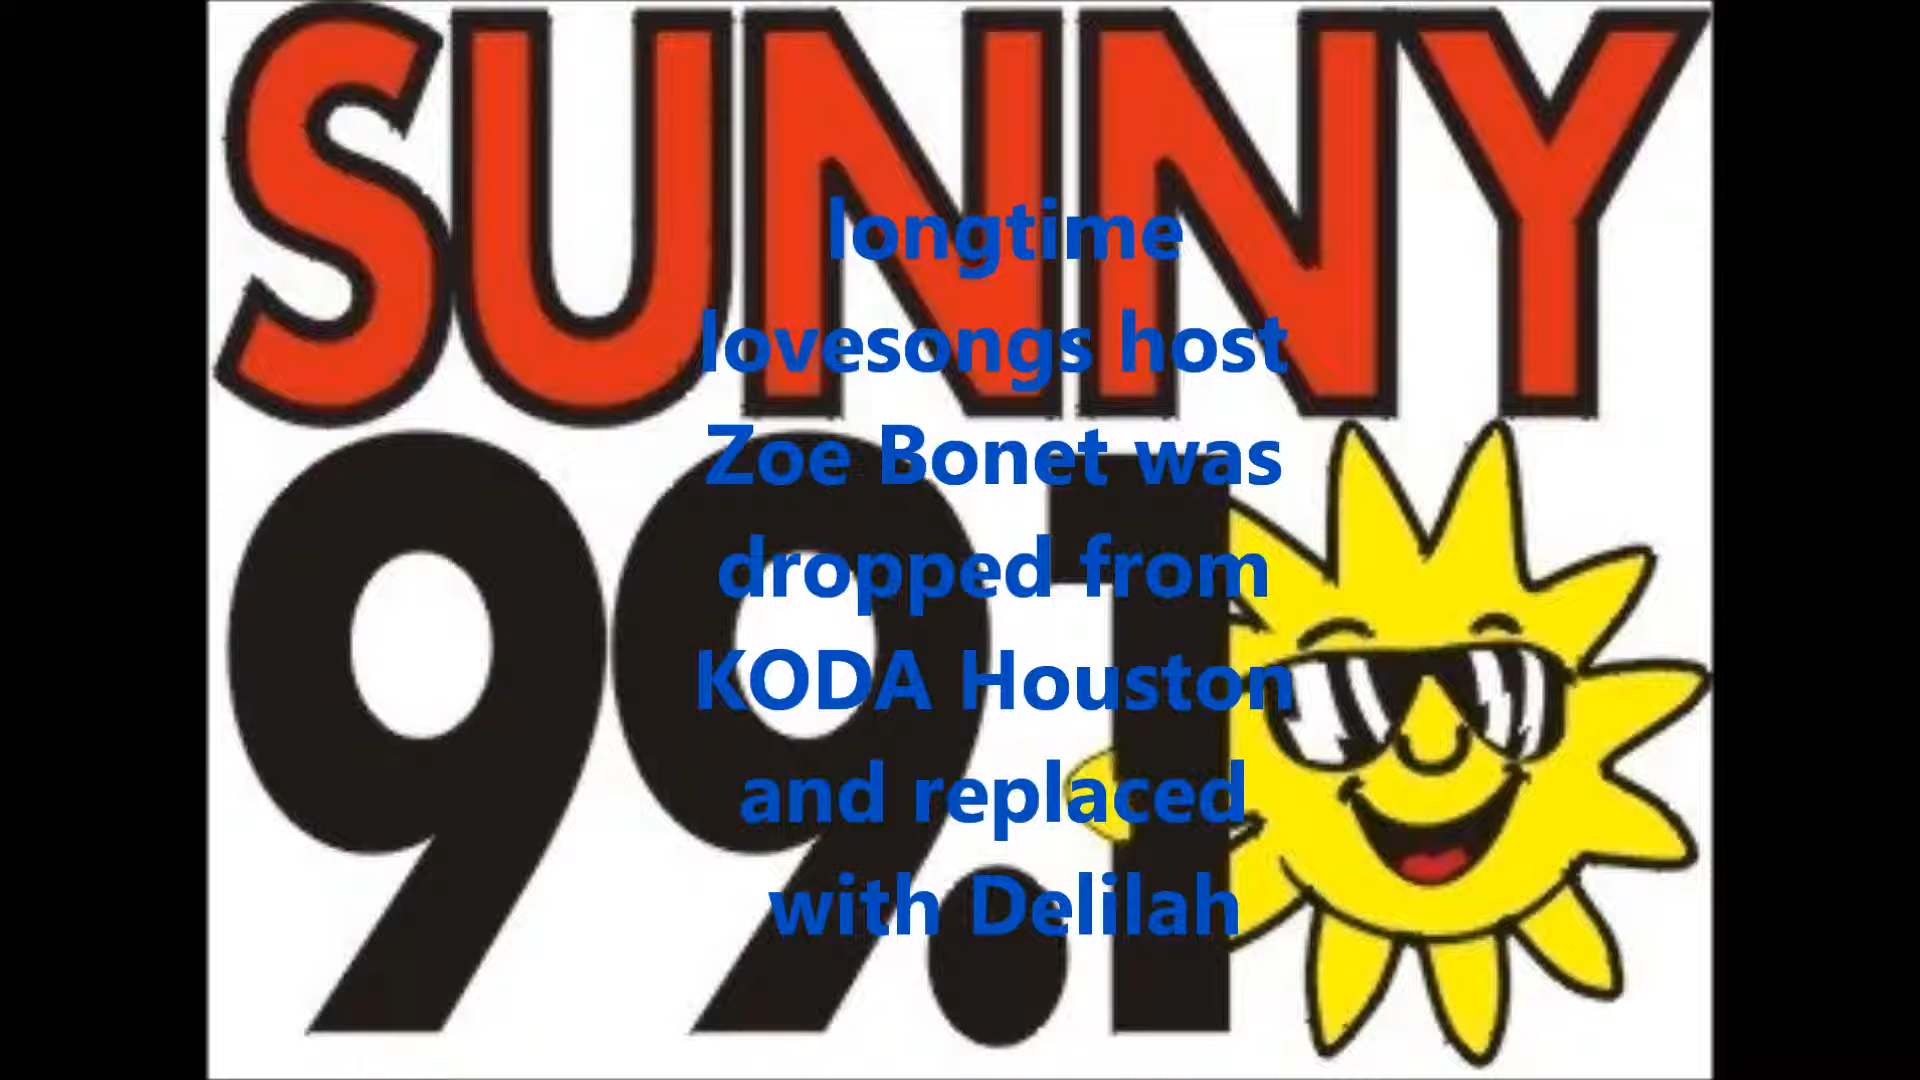 SUNNY
99.1
longtime
lovesongs host
Zoe Bonet was
dropped from
KODA Houston
and replaced
with Delilah